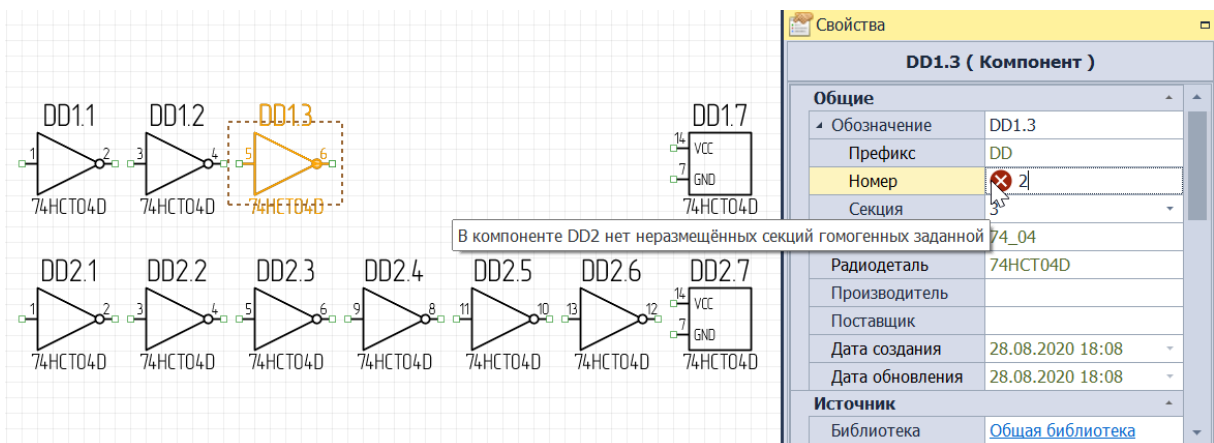 Свойства
DD1.3 ( Компонент )
Общие
Обозначение DD1.3
Префикс DD
Номер 2
Секция 3
74_04
Радиодеталь 74HCT04D
Производитель
Поставщик
Дата создания 28.08.2020 18:08
Дата обновления 28.08.2020 18:08
Источник
Библиотека Общая библиотека
DD1.1 DD1.2 DD1.3 DD1.7
1 2 3 4 5 6 14 VCC
7 GND
74HCT04D 74HCT04D 74HCT04D 74HCT04D
В компоненте DD2 нет неразмещённых секций гомогенных заданной
DD2.1 DD2.2 DD2.3 DD2.4 DD2.5 DD2.6 DD2.7
1 2 3 4 5 6 9 8 11 10 13 12 14 VCC
7 GND
74HCT04D 74HCT04D 74HCT04D 74HCT04D 74HCT04D 74HCT04D 74HCT04D